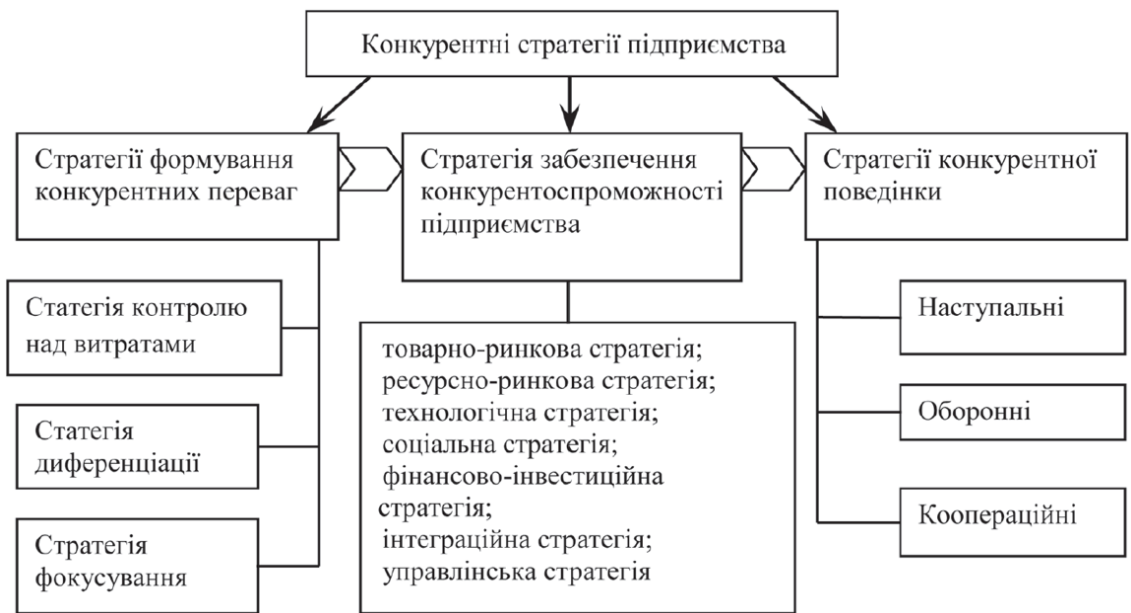 Конкурентні стратегії підприємства
Стратегії формування
конкурентних переваг
Стратегія забезпечення
конкурентоспроможності
підприємства
Стратегії конкурентної
поведінки
Статегія контролю
над витратами
Статегія
диференціації
Стратегія
фокусування
товарно-ринкова стратегія;
ресурсно-ринкова стратегія;
технологічна стратегія;
соціальна стратегія;
фінансово-інвестиційна
стратегія;
інтеграційна стратегія;
управлінська стратегія
Наступальні
Оборонні
Коопераційні